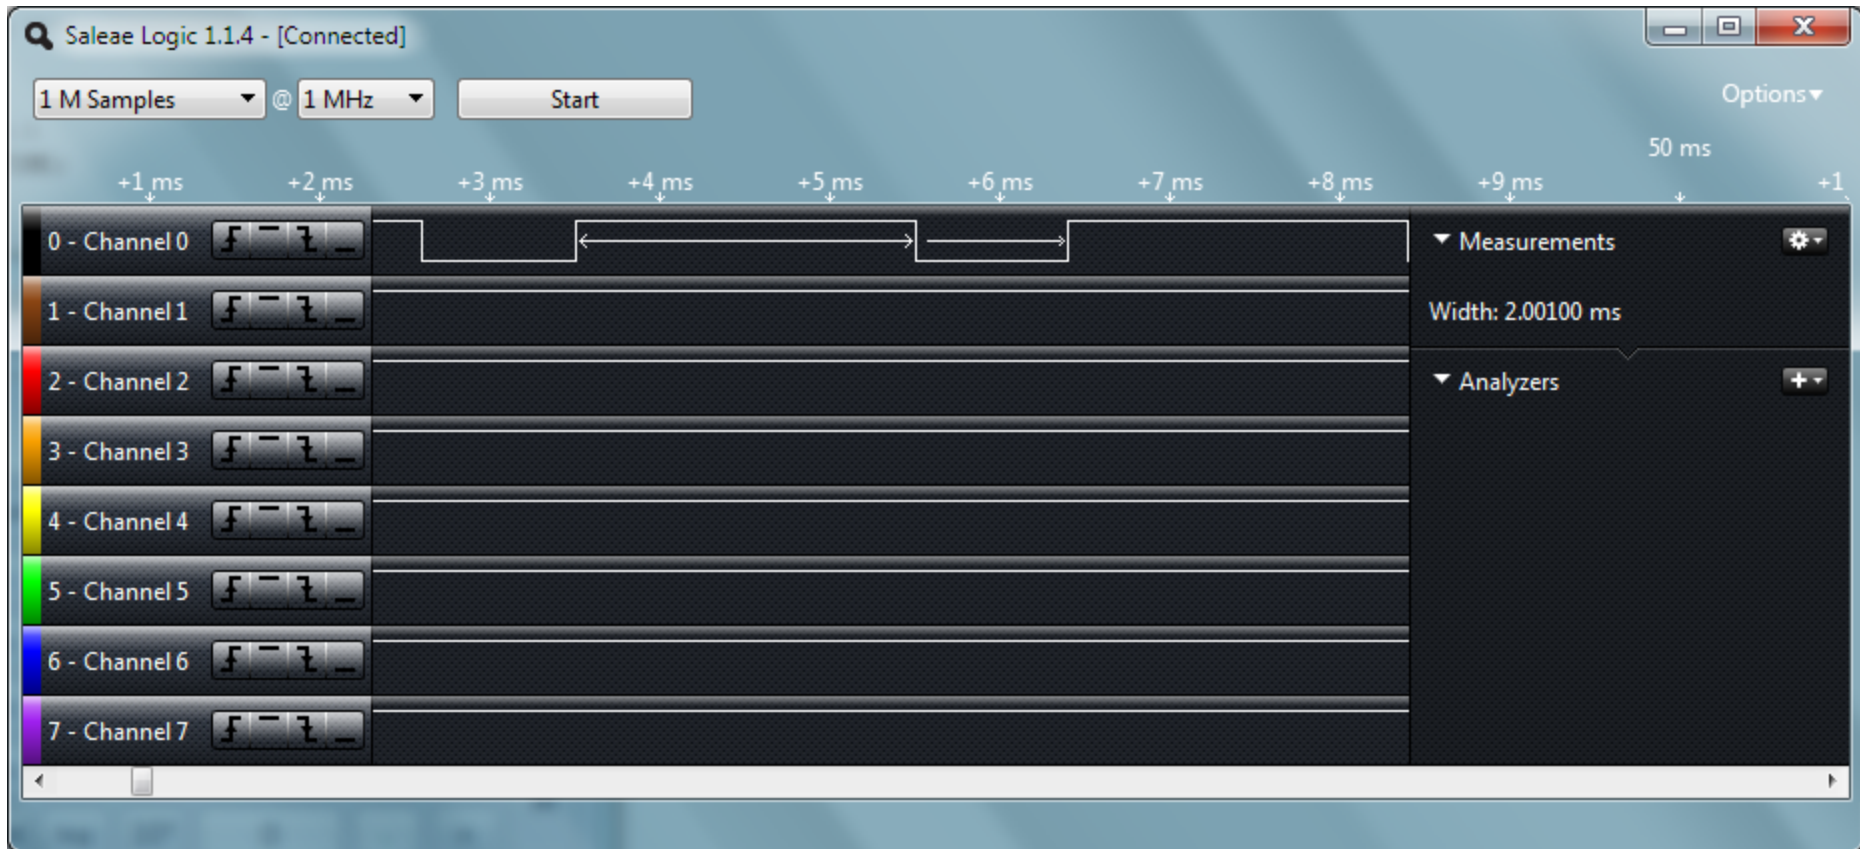 Saleae Logic 1.1.4 - [Connected]
1 M Samples @ 1 MHz Start Options
50 ms
+1 ms +2 ms +3 ms +4 ms +5 ms +6 ms +7 ms +8 ms +9 ms +1
0 - Channel 0
Measurements
1 - Channel 1
Width: 2.00100 ms
2 - Channel 2
Analyzers
3 - Channel 3
4 - Channel 4
5 - Channel 5
6 - Channel 6
7 - Channel 7